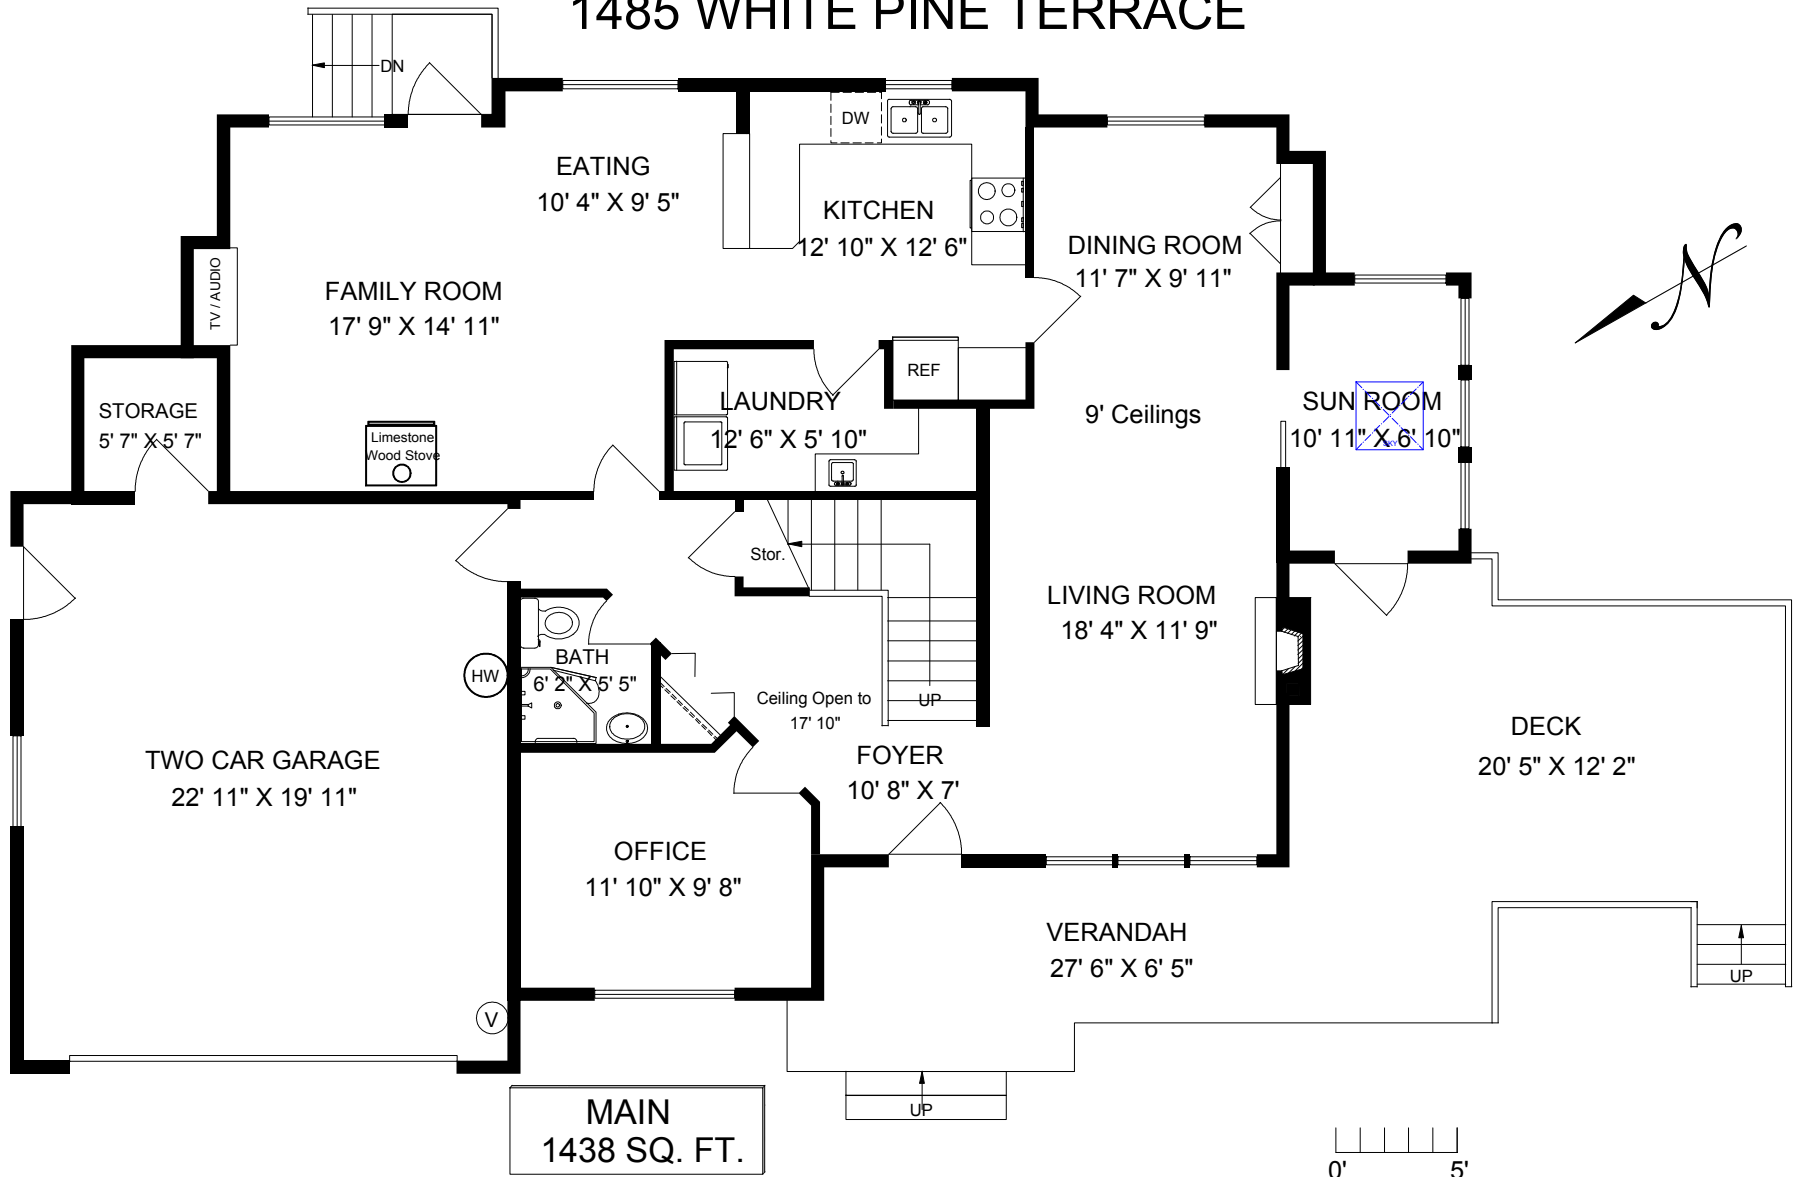 1485 WHITE PINE TERRACE
DN
DW
EATING
10' 4" X 9' 5"
KITCHEN
12' 10" X 12' 6"
DINING ROOM
11' 7" X 9' 11"
N
TV / AUDIO
FAMILY ROOM
17' 9" X 14' 11"
REF
STORAGE
5' 7" X 5' 7"
Limestone
Wood Stove
LAUNDRY
12' 6" X 5' 10"
9' Ceilings
SUN ROOM
10' 11" X 6' 10"
SKY
Stor.
LIVING ROOM
18' 4" X 11' 9"
HW
BATH
6' 2" X 5' 5"
Ceiling Open to
17' 10"
UP
FOYER
10' 8" X 7'
DECK
20' 5" X 12' 2"
TWO CAR GARAGE
22' 11" X 19' 11"
OFFICE
11' 10" X 9' 8"
VERANDAH
27' 6" X 6' 5"
UP
V
UP
MAIN
1438 SQ. FT.
0' 5'